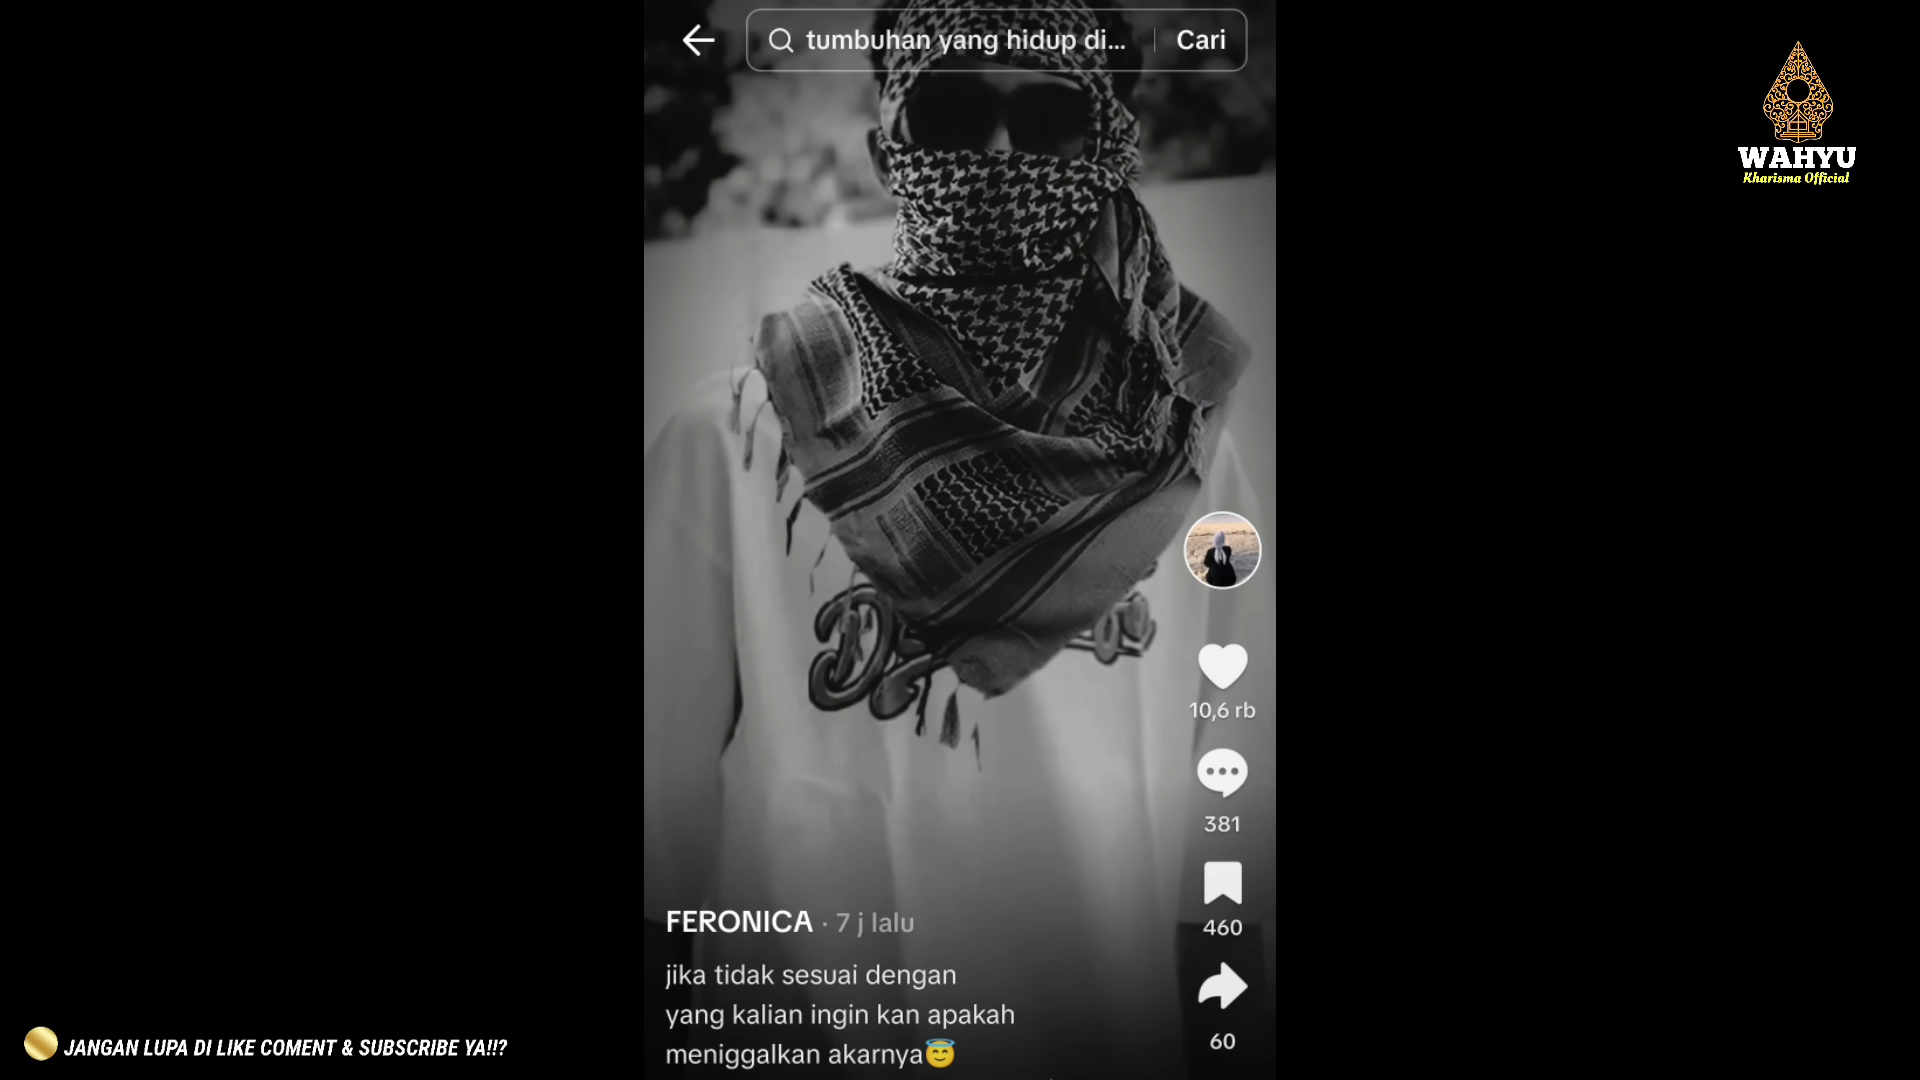 tumbuhan yang hidup di...
Cari
WAHYU
Kharisma Official
10,6 rb
381
460
60
FERONICA · 7 j lalu
jika tidak sesuai dengan
yang kalian ingin kan apakah
meniggalkan akarnya😇
JANGAN LUPA DI LIKE COMENT & SUBSCRIBE YA!!?